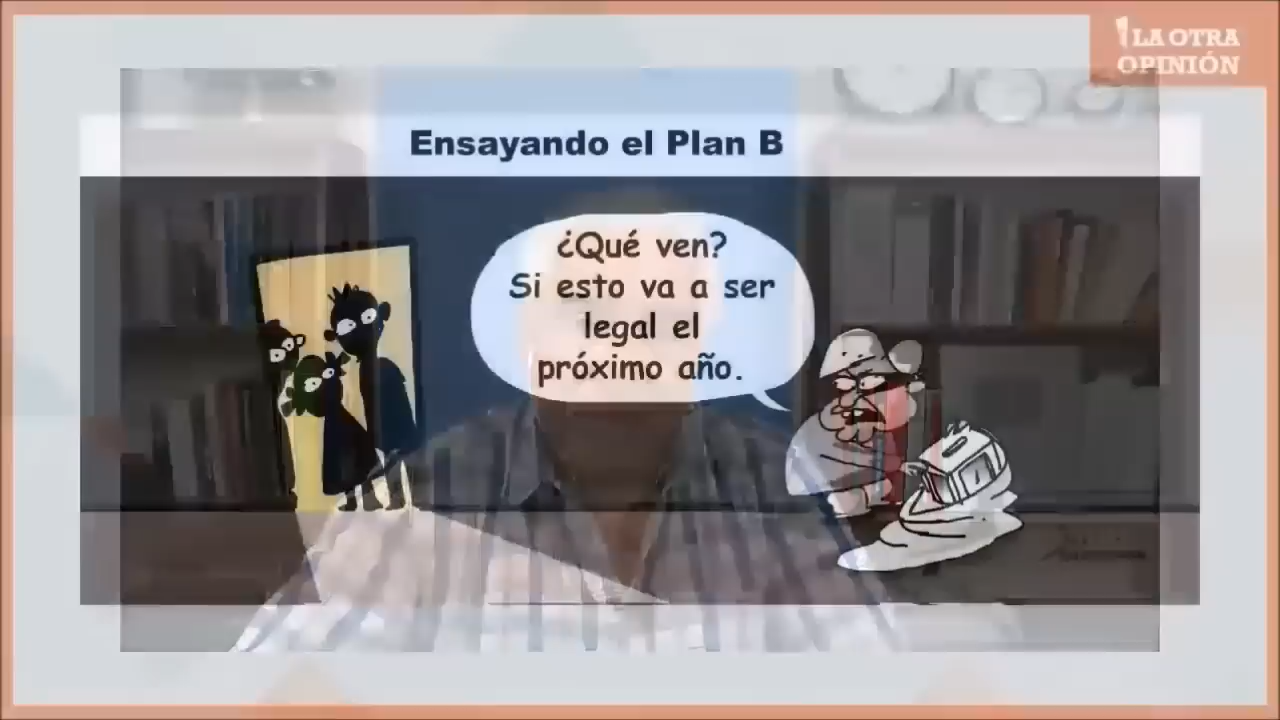 LA OTRA
OPINIÓN
Ensayando el Plan B
¿Qué ven?
Si esto va a ser
legal el
próximo año.